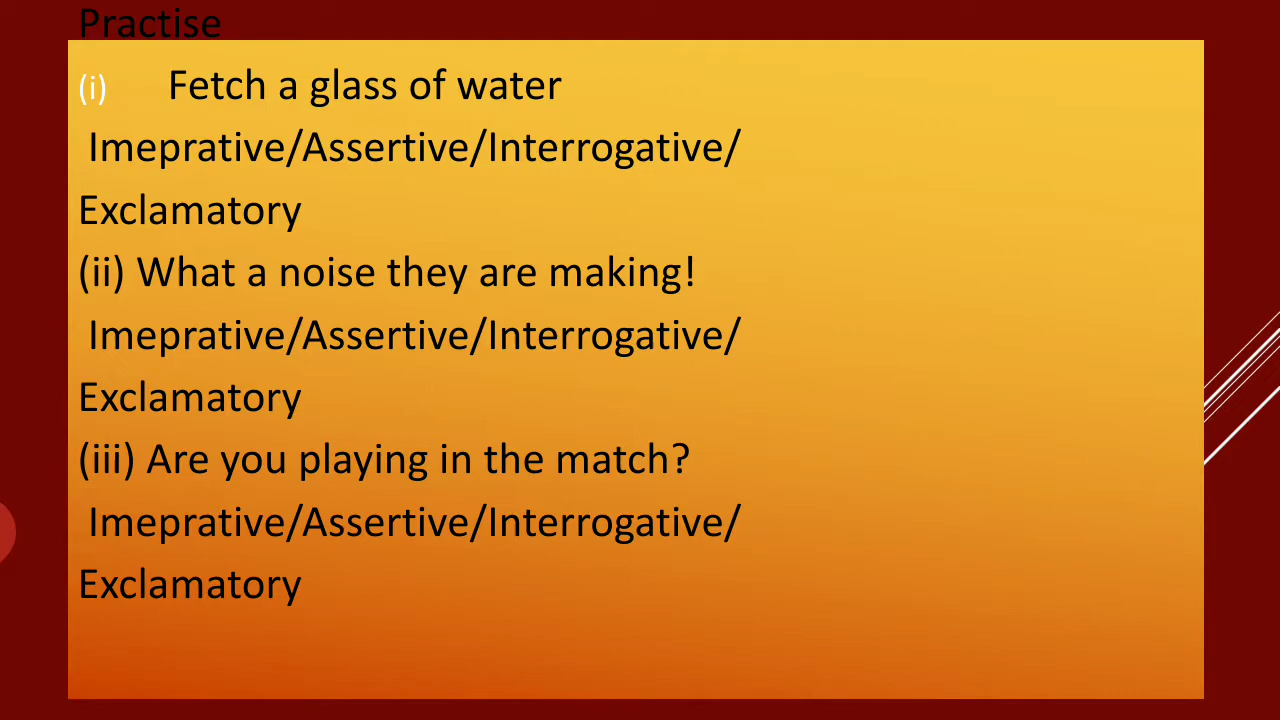 Practise
(i) Fetch a glass of water
Imeprative/Assertive/Interrogative/
Exclamatory
(ii) What a noise they are making!
Imeprative/Assertive/Interrogative/
Exclamatory
(iii) Are you playing in the match?
Imeprative/Assertive/Interrogative/
Exclamatory